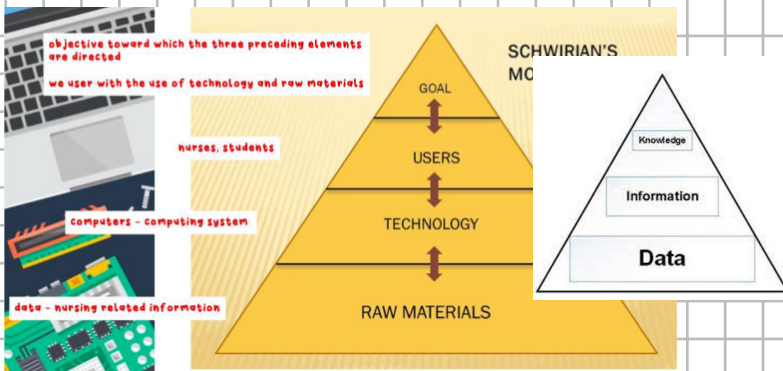 objective toward which the three preceding elements
are directed
we user with the use of technology and raw materials
nurses, students
computers - computing system
data - nursing related information
SCHWIRIAN'S
GOAL
USERS
TECHNOLOGY
RAW MATERIALS
Knowledge
Information
Data